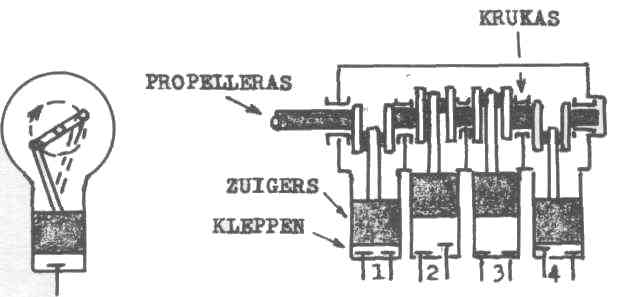 KRUKAS
PROPELLERAS
ZUIGERS
KLEPPEN
1 2 3 4